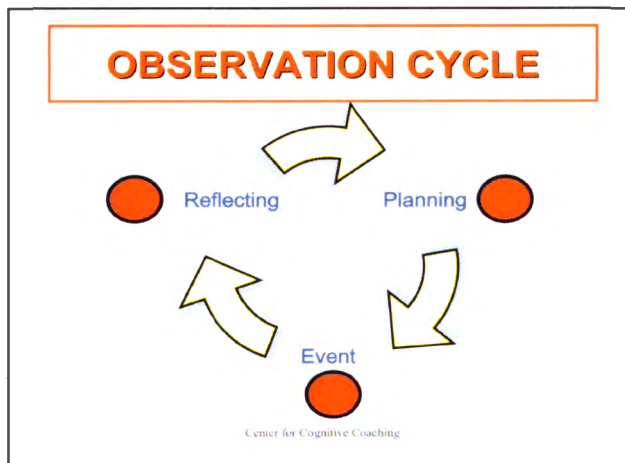 OBSERVATION CYCLE
Reflecting
Planning
Event
Center for Cognitive Coaching